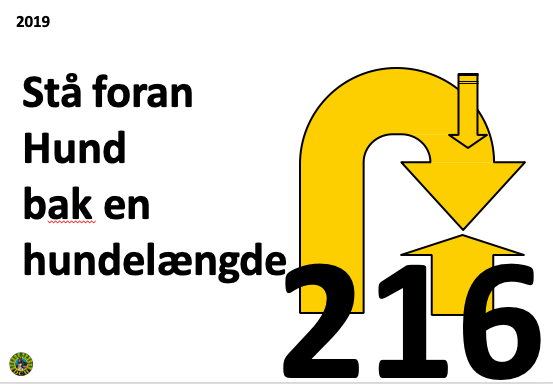 2019
Stå foran
Hund
bak en
hundelængde
216